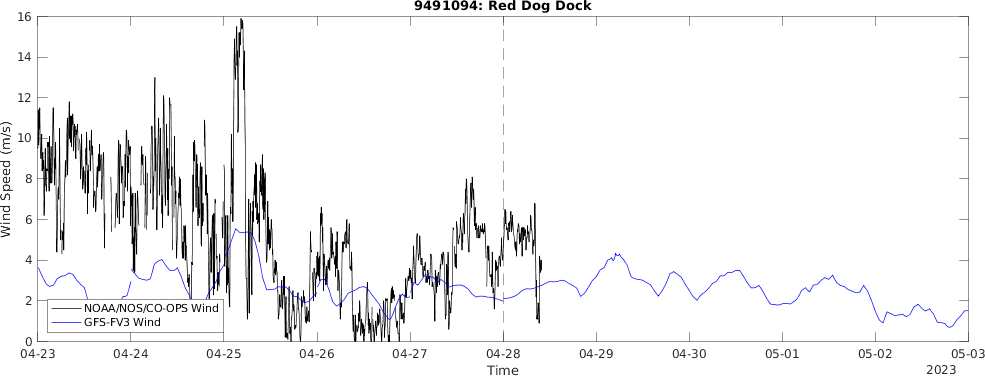 9491094: Red Dog Dock
16
14
12
10
8
6
4
2
0
Wind Speed (m/s)
NOAA/NOS/CO-OPS Wind
GFS-FV3 Wind
04-23 04-24 04-25 04-26 04-27 04-28 04-29 04-30 05-01 05-02 05-03
Time
2023